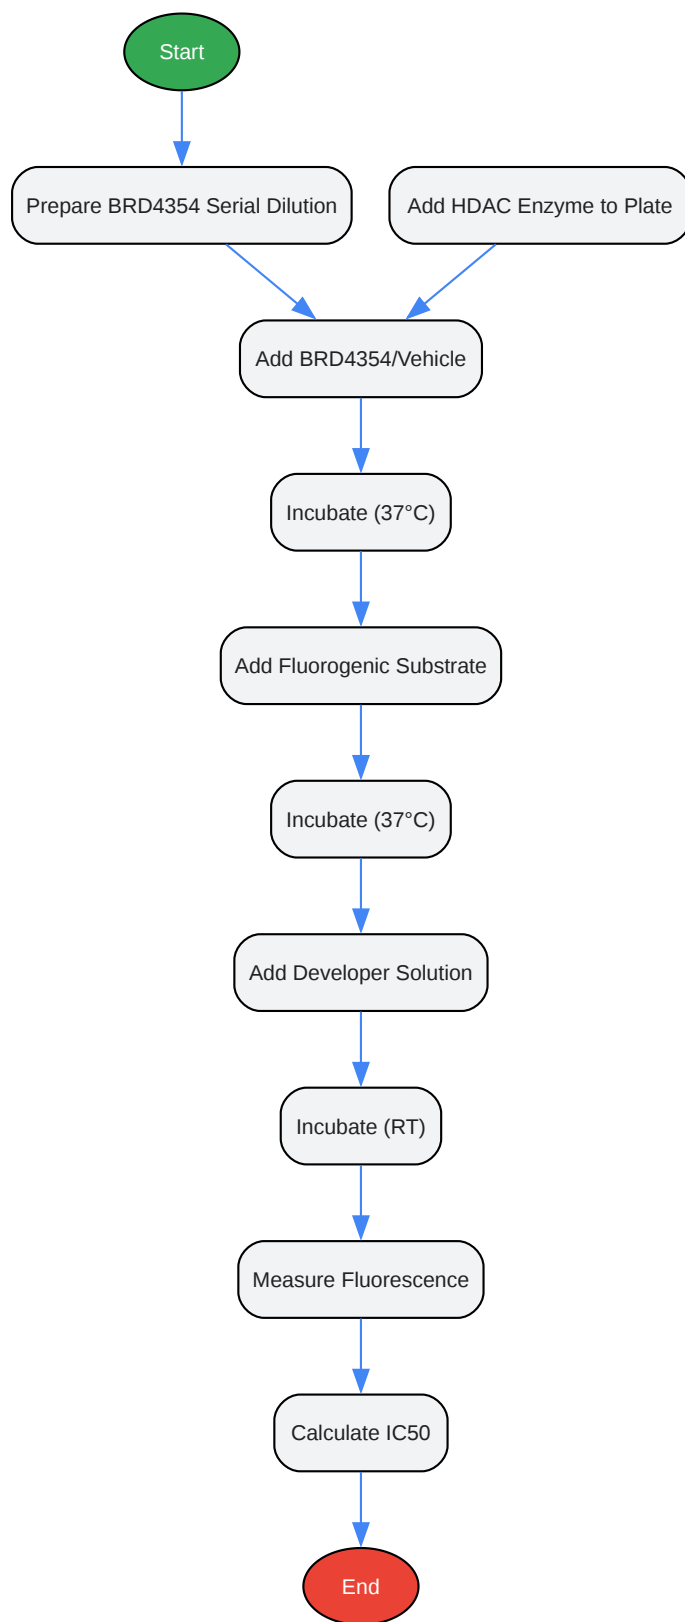 Start
Prepare BRD4354 Serial Dilution
Add HDAC Enzyme to Plate
Add BRD4354/Vehicle
Incubate (37°C)
Add Fluorogenic Substrate
Incubate (37°C)
Add Developer Solution
Incubate (RT)
Measure Fluorescence
Calculate IC50
End